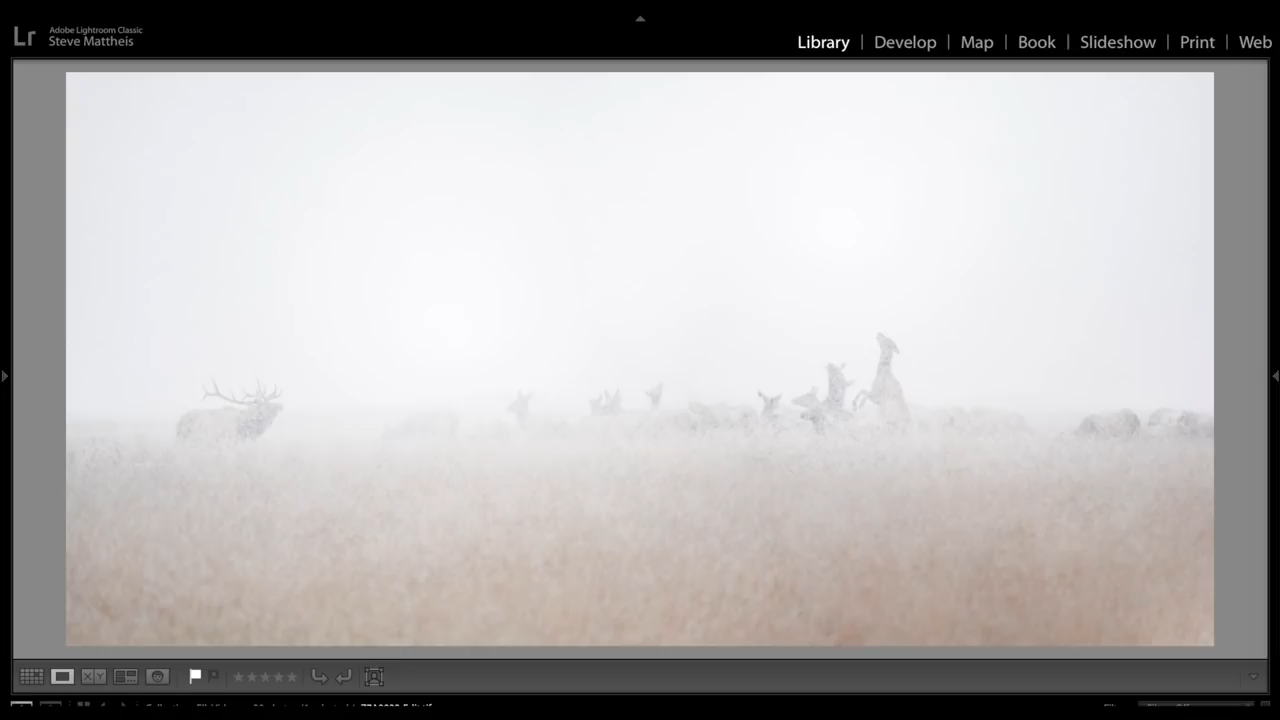 Lr
Adobe Lightroom Classic
Steve Mattheis
Library | Develop | Map | Book | Slideshow | Print | Web
X Y